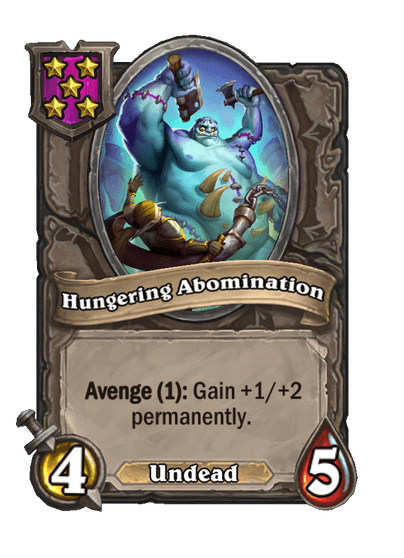 Hungering Abomination
Avenge (1): Gain +1/+2
permanently.
4
Undead
5